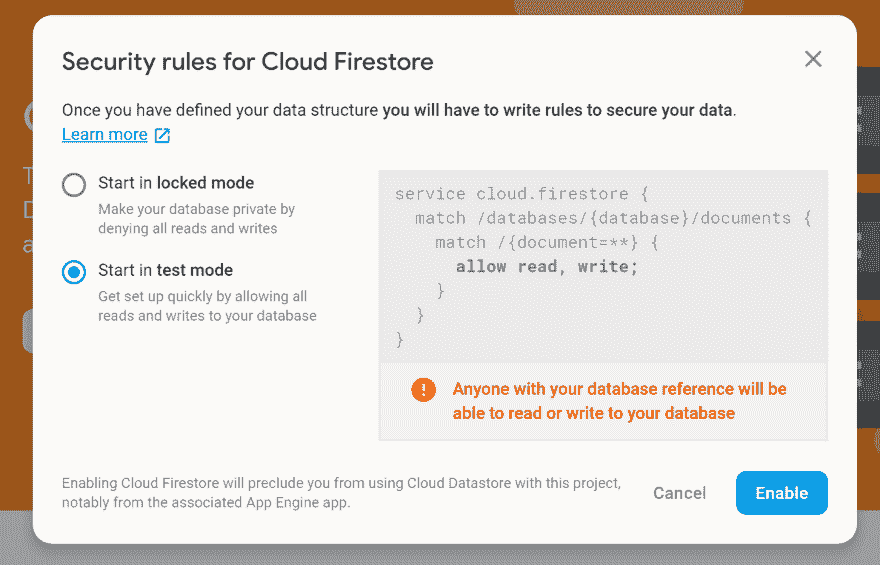 Security rules for Cloud Firestore
Once you have defined your data structure you will have to write rules to secure your data.
Learn more
Start in locked mode
Make your database private by
denying all reads and writes
Start in test mode
Get set up quickly by allowing all
reads and writes to your database
service cloud.firestore {
match /databases/{database}/documents {
match /{document=**} {
allow read, write;
}
}
}
!
Anyone with your database reference will be
able to read or write to your database
Enabling Cloud Firestore will preclude you from using Cloud Datastore with this project,
notably from the associated App Engine app.
Cancel
Enable